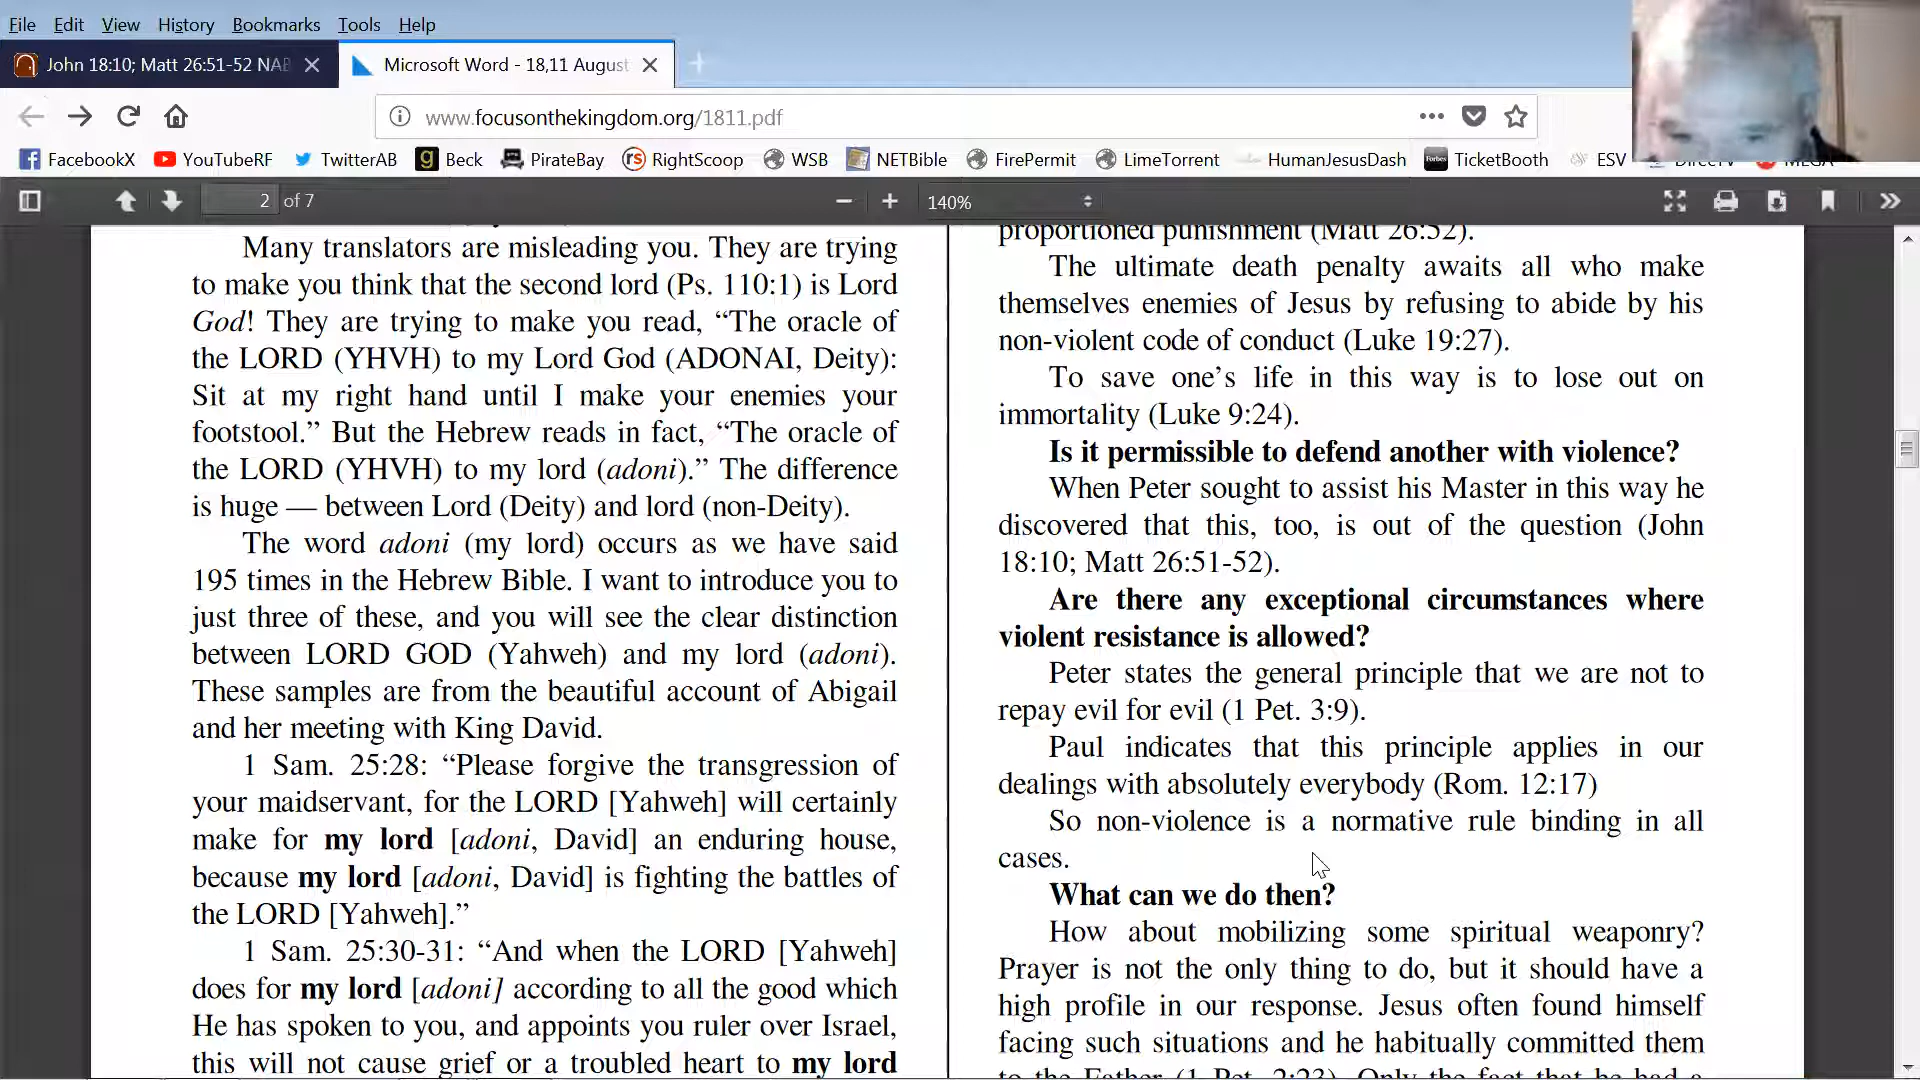 File Edit View History Bookmarks Tools Help
John 18:10; Matt 26:51-52 NAB
Microsoft Word - 18,11 August
www.focusonthekingdom.org/1811.pdf
FacebookX YouTubeRF TwitterAB Beck PirateBay RightScoop WSB NETBible FirePermit LimeTorrent HumanJesusDash Forbes TicketBooth ESV DirecTV MEGA
2 of 7
140%
Many translators are misleading you. They are trying
to make you think that the second lord (Ps. 110:1) is Lord
God! They are trying to make you read, “The oracle of
the LORD (YHVH) to my Lord God (ADONAI, Deity):
Sit at my right hand until I make your enemies your
footstool.” But the Hebrew reads in fact, “The oracle of
the LORD (YHVH) to my lord (adoni).” The difference
is huge — between Lord (Deity) and lord (non-Deity).
The word adoni (my lord) occurs as we have said
195 times in the Hebrew Bible. I want to introduce you to
just three of these, and you will see the clear distinction
between LORD GOD (Yahweh) and my lord (adoni).
These samples are from the beautiful account of Abigail
and her meeting with King David.
1 Sam. 25:28: “Please forgive the transgression of
your maidservant, for the LORD [Yahweh] will certainly
make for my lord [adoni, David] an enduring house,
because my lord [adoni, David] is fighting the battles of
the LORD [Yahweh].”
1 Sam. 25:30-31: “And when the LORD [Yahweh]
does for my lord [adoni] according to all the good which
He has spoken to you, and appoints you ruler over Israel,
this will not cause grief or a troubled heart to my lord
proportioned punishment (Matt 26:52).
The ultimate death penalty awaits all who make
themselves enemies of Jesus by refusing to abide by his
non-violent code of conduct (Luke 19:27).
To save one’s life in this way is to lose out on
immortality (Luke 9:24).
Is it permissible to defend another with violence?
When Peter sought to assist his Master in this way he
discovered that this, too, is out of the question (John
18:10; Matt 26:51-52).
Are there any exceptional circumstances where
violent resistance is allowed?
Peter states the general principle that we are not to
repay evil for evil (1 Pet. 3:9).
Paul indicates that this principle applies in our
dealings with absolutely everybody (Rom. 12:17)
So non-violence is a normative rule binding in all
cases.
What can we do then?
How about mobilizing some spiritual weaponry?
Prayer is not the only thing to do, but it should have a
high profile in our response. Jesus often found himself
facing such situations and he habitually committed them
to the Father (1 Pet. 2:23). Only the fact that he had a